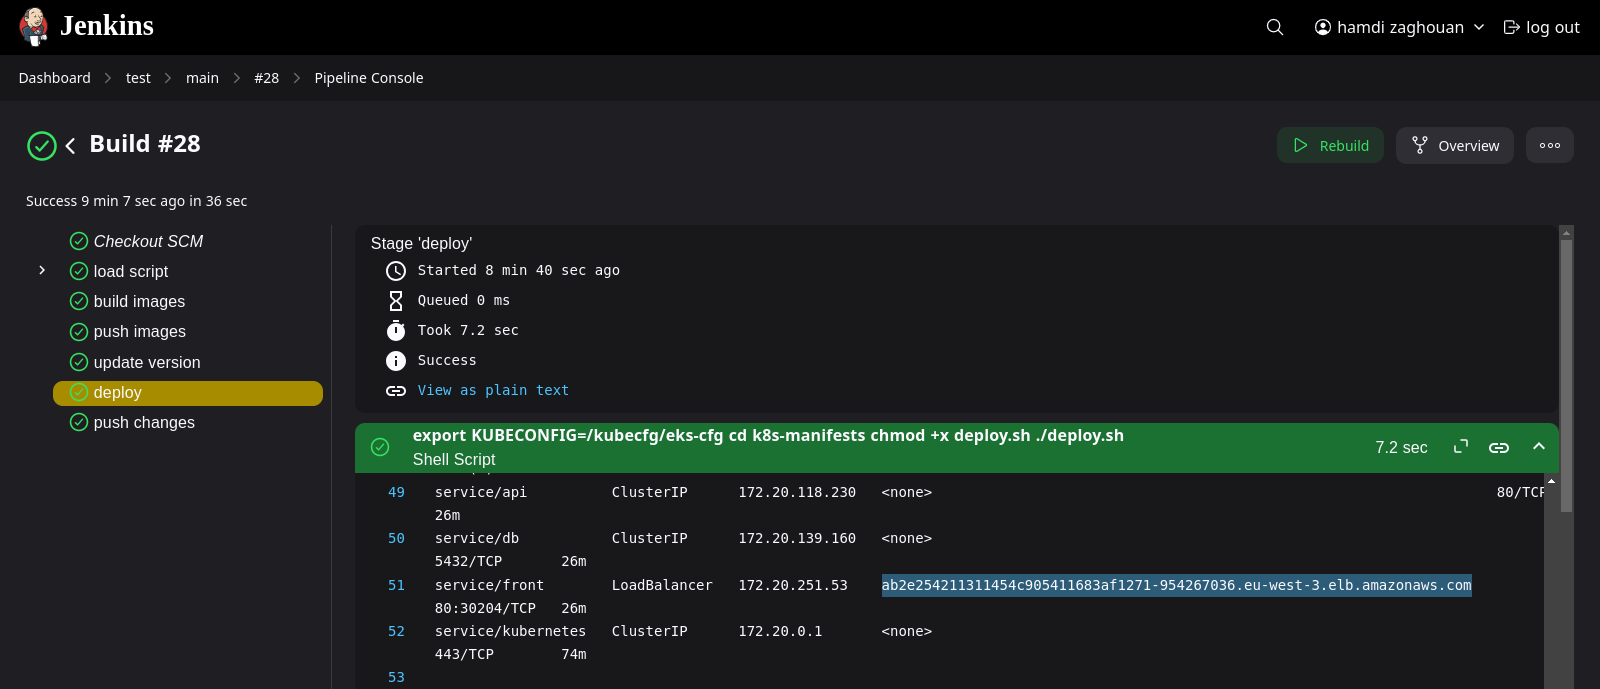 Jenkins
hamdi zaghouan
log out
Dashboard > test > main > #28 > Pipeline Console
Build #28
Rebuild
Overview
Success 9 min 7 sec ago in 36 sec
Checkout SCM
load script
build images
push images
update version
deploy
push changes
Stage 'deploy'
Started 8 min 40 sec ago
Queued 0 ms
Took 7.2 sec
Success
View as plain text
export KUBECONFIG=/kubecfg/eks-cfg cd k8s-manifests chmod +x deploy.sh ./deploy.sh
Shell Script
7.2 sec
49 service/api ClusterIP 172.20.118.230 <none> 80/TCP
26m
50 service/db ClusterIP 172.20.139.160 <none>
5432/TCP 26m
51 service/front LoadBalancer 172.20.251.53 ab2e254211311454c905411683af1271-954267036.eu-west-3.elb.amazonaws.com
80:30204/TCP 26m
52 service/kubernetes ClusterIP 172.20.0.1 <none>
443/TCP 74m
53